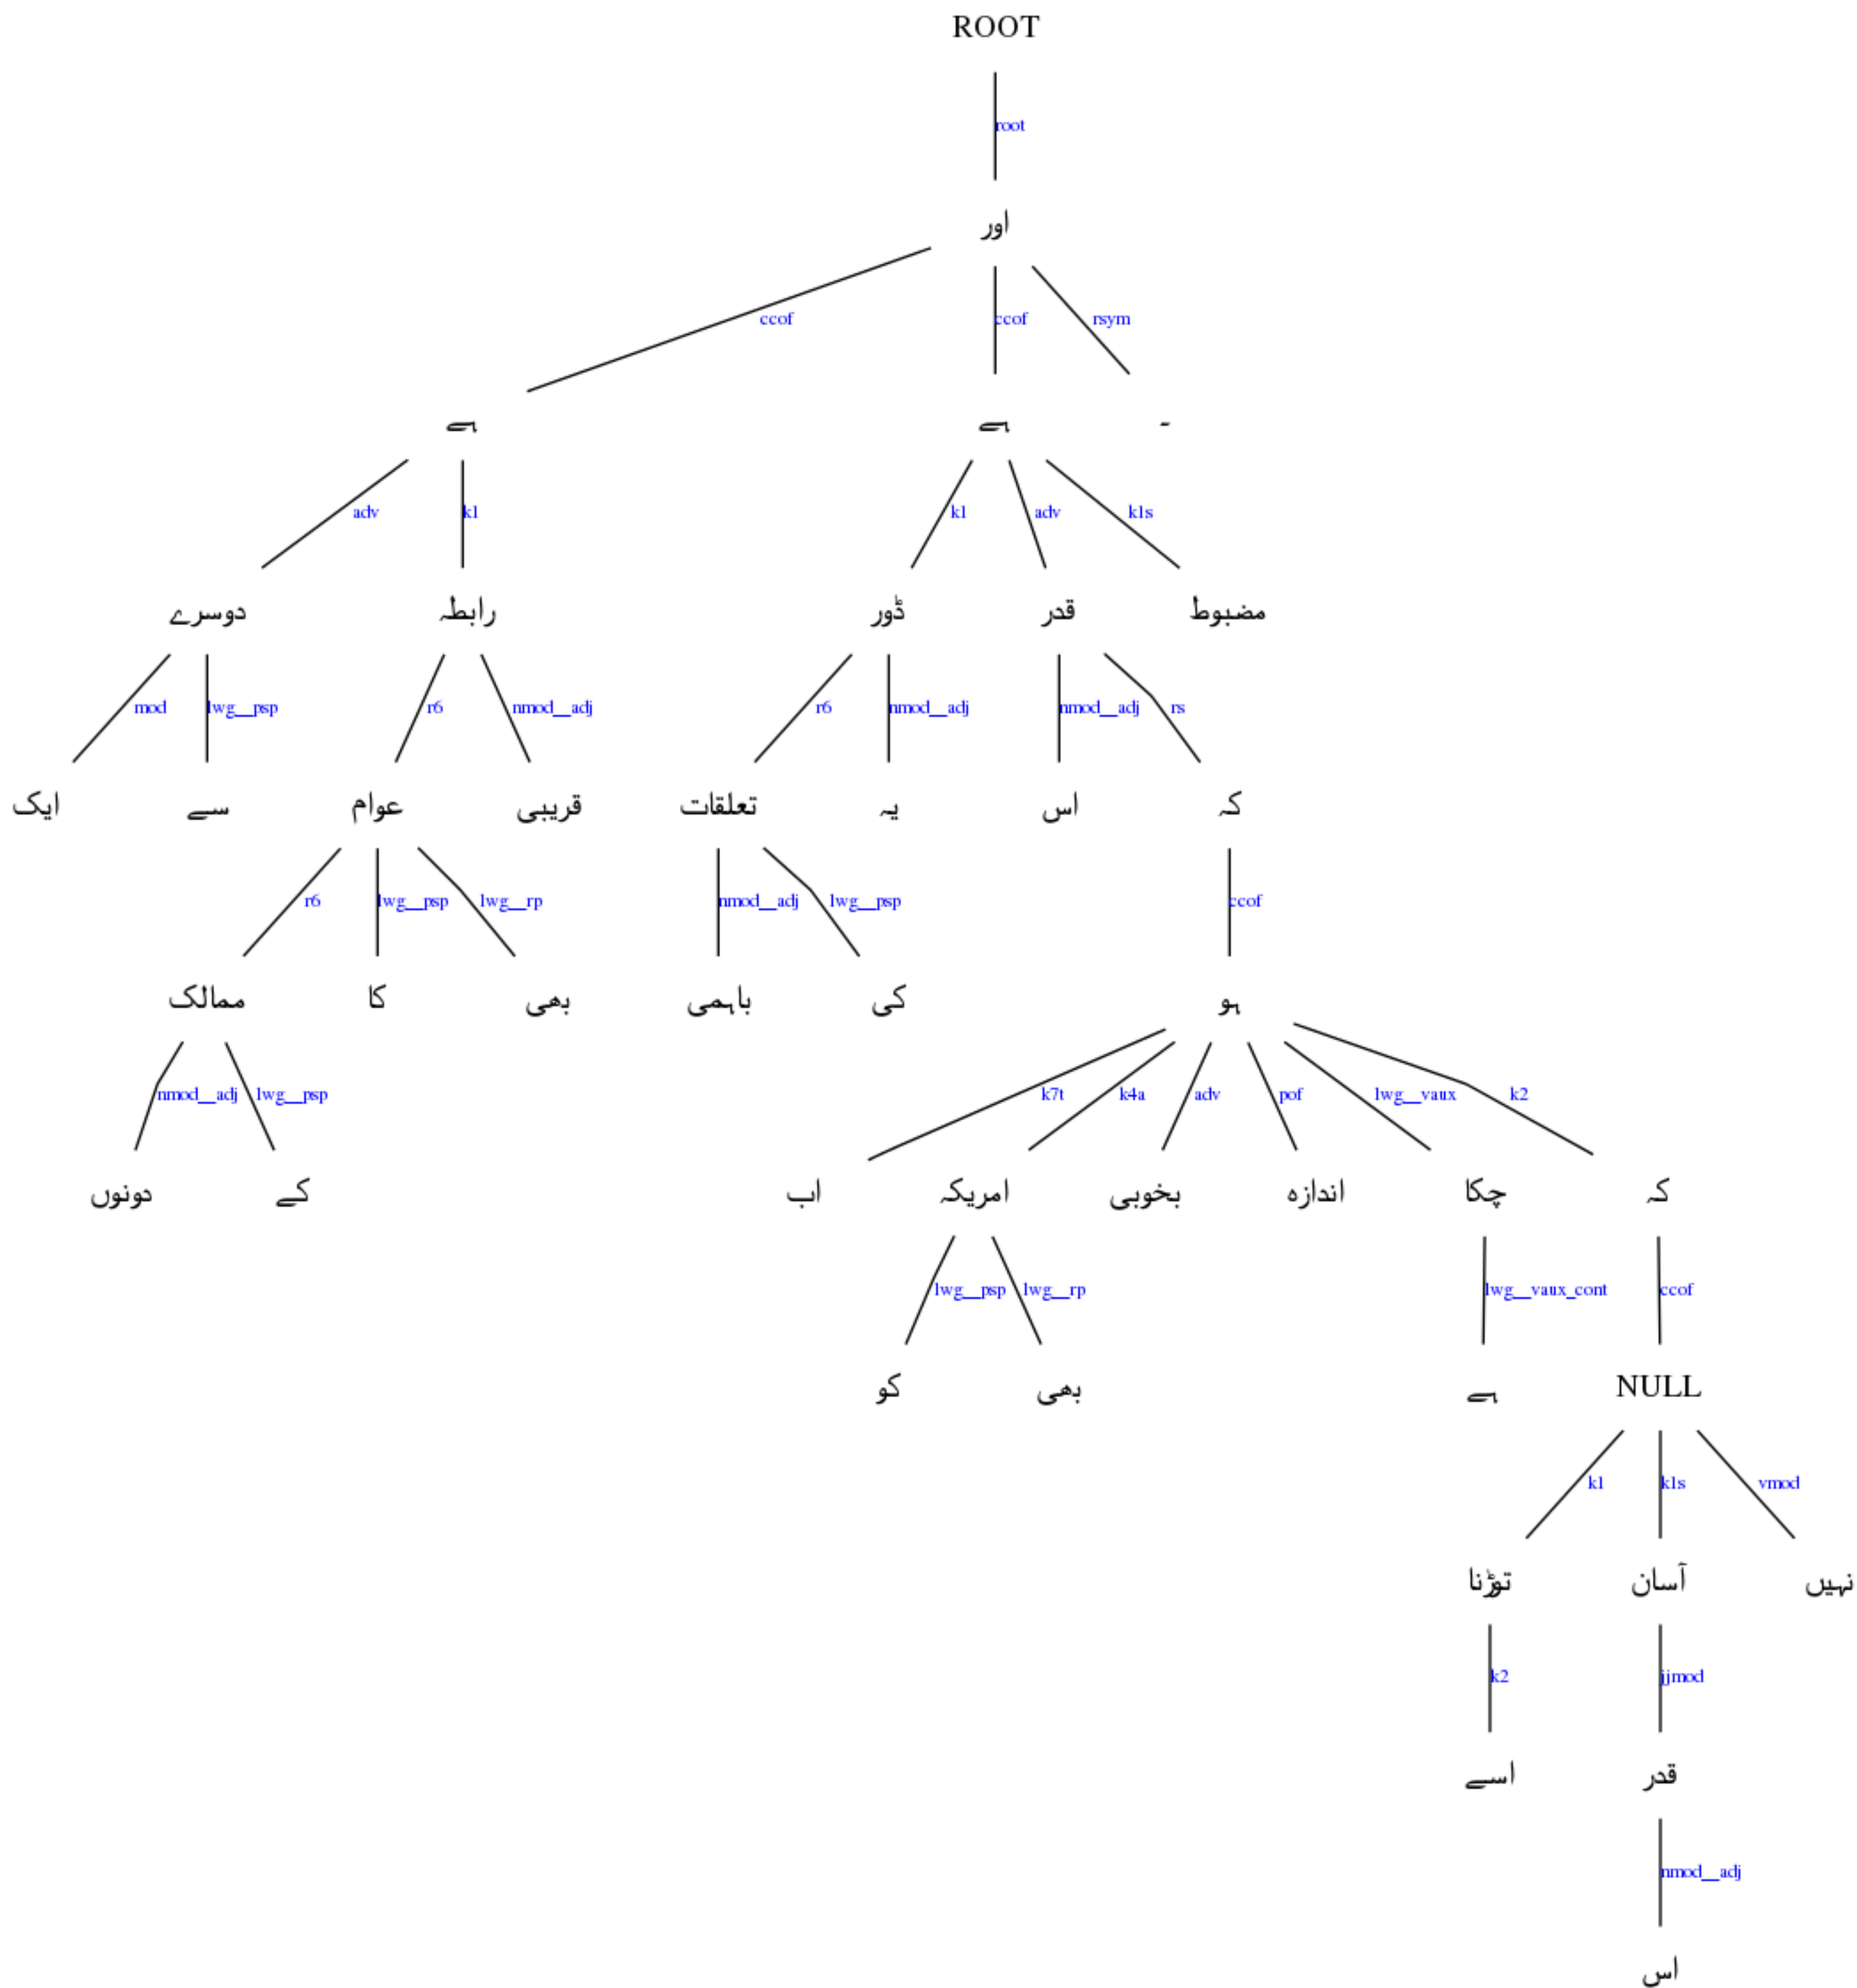 ROOT
root
اور
ccof ccof rsym
ہے ہے ۔
adv k1 k1 adv k1s
دوسرے رابطہ ڈور قدر مضبوط
mod lwg__psp r6 nmod__adj r6 nmod__adj nmod__adj rs
ایک سے عوام قریبی تعلقات یہ اس کہ
r6 lwg__psp lwg__rp nmod__adj lwg__psp ccof
ممالک کا بھی باہمی کی ہو
nmod__adj lwg__psp k7t k4a adv pof lwg__vaux k2
دونوں کے اب امریکہ بخوبی اندازہ چکا کہ
lwg__psp lwg__rp lwg__vaux_cont ccof
کو بھی ہے NULL
k1 k1s vmod
توڑنا آسان نہیں
k2 jjmod
اسے قدر
nmod__adj
اس